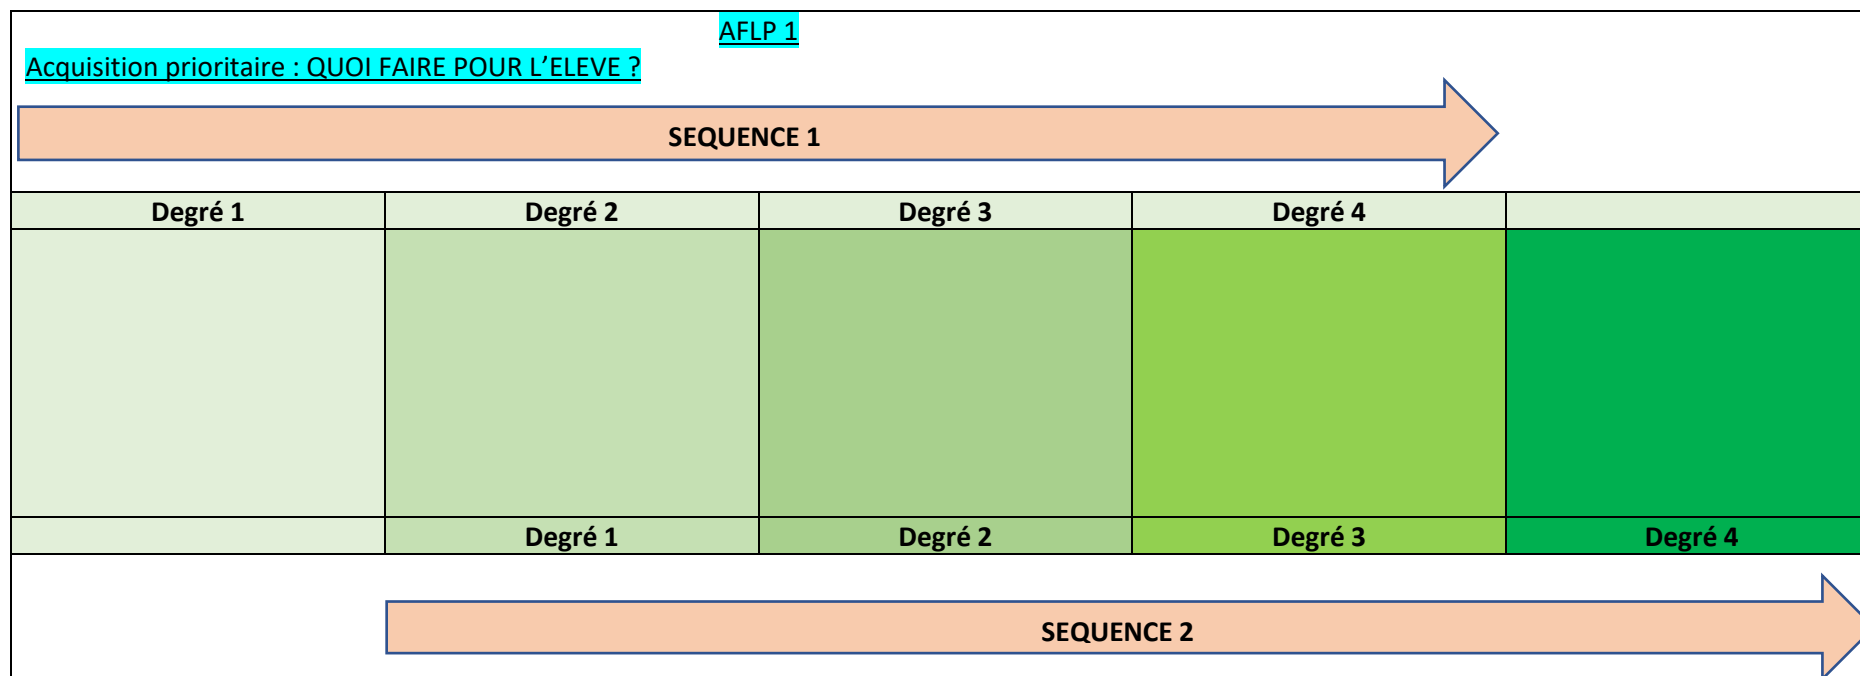 AFLP 1
Acquisition prioritaire : QUOI FAIRE POUR L’ELEVE ?
SEQUENCE 1
Degré 1 Degré 2 Degré 3 Degré 4
Degré 1 Degré 2 Degré 3 Degré 4
SEQUENCE 2